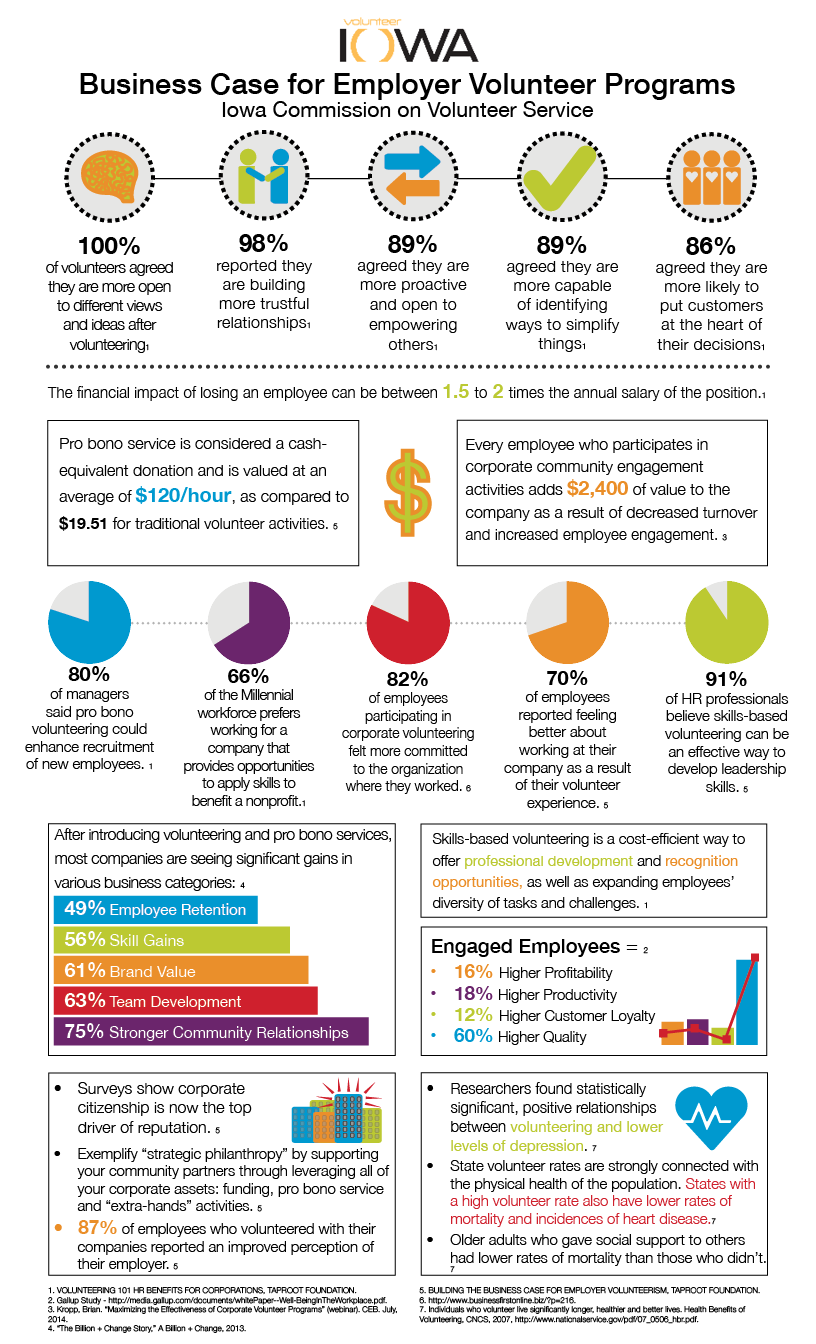 volunteer
IOWA
Business Case for Employer Volunteer Programs
Iowa Commission on Volunteer Service
100%
of volunteers agreed
they are more open
to different views
and ideas after
volunteering1
98%
reported they
are building
more trustful
relationships1
89%
agreed they are
more proactive
and open to
empowering
others1
89%
agreed they are
more capable
of identifying
ways to simplify
things1
86%
agreed they are
more likely to
put customers
at the heart of
their decisions1
The financial impact of losing an employee can be between 1.5 to 2 times the annual salary of the position.1
Pro bono service is considered a cash-
equivalent donation and is valued at an
average of $120/hour, as compared to
$19.51 for traditional volunteer activities. 5
$
Every employee who participates in
corporate community engagement
activities adds $2,400 of value to the
company as a result of decreased turnover
and increased employee engagement. 3
80%
of managers
said pro bono
volunteering could
enhance recruitment
of new employees. 1
66%
of the Millennial
workforce prefers
working for a
company that
provides opportunities
to apply skills to
benefit a nonprofit.1
82%
of employees
participating in
corporate volunteering
felt more committed
to the organization
where they worked. 6
70%
of employees
reported feeling
better about
working at their
company as a result
of their volunteer
experience. 5
91%
of HR professionals
believe skills-based
volunteering can be
an effective way to
develop leadership
skills. 5
After introducing volunteering and pro bono services,
most companies are seeing significant gains in
various business categories: 4
49% Employee Retention
56% Skill Gains
61% Brand Value
63% Team Development
75% Stronger Community Relationships
Skills-based volunteering is a cost-efficient way to
offer professional development and recognition
opportunities, as well as expanding employees'
diversity of tasks and challenges. 1
Engaged Employees = 2
• 16% Higher Profitability
• 18% Higher Productivity
• 12% Higher Customer Loyalty
• 60% Higher Quality
• Surveys show corporate
citizenship is now the top
driver of reputation. 5
• Exemplify “strategic philanthropy” by supporting
your community partners through leveraging all of
your corporate assets: funding, pro bono service
and “extra-hands” activities. 5
• 87% of employees who volunteered with their
companies reported an improved perception of
their employer. 5
• Researchers found statistically
significant, positive relationships
between volunteering and lower
levels of depression. 7
• State volunteer rates are strongly connected with
the physical health of the population. States with
a high volunteer rate also have lower rates of
mortality and incidences of heart disease.7
• Older adults who gave social support to others
had lower rates of mortality than those who didn't.
7
1. VOLUNTEERING 101 HR BENEFITS FOR CORPORATIONS, TAPROOT FOUNDATION.
2. Gallup Study - http://media.gallup.com/documents/whitePaper--Well-BeingInTheWorkplace.pdf.
3. Kropp, Brian. “Maximizing the Effectiveness of Corporate Volunteer Programs” (webinar). CEB. July,
2014.
4. “The Billion + Change Story,” A Billion + Change, 2013.
5. BUILDING THE BUSINESS CASE FOR EMPLOYER VOLUNTEERISM, TAPROOT FOUNDATION.
6. http://www.businessfirstonline.biz/?p=216.
7. Individuals who volunteer live significantly longer, healthier and better lives. Health Benefits of
Volunteering, CNCS, 2007, http://www.nationalservice.gov/pdf/07_0506_hbr.pdf.